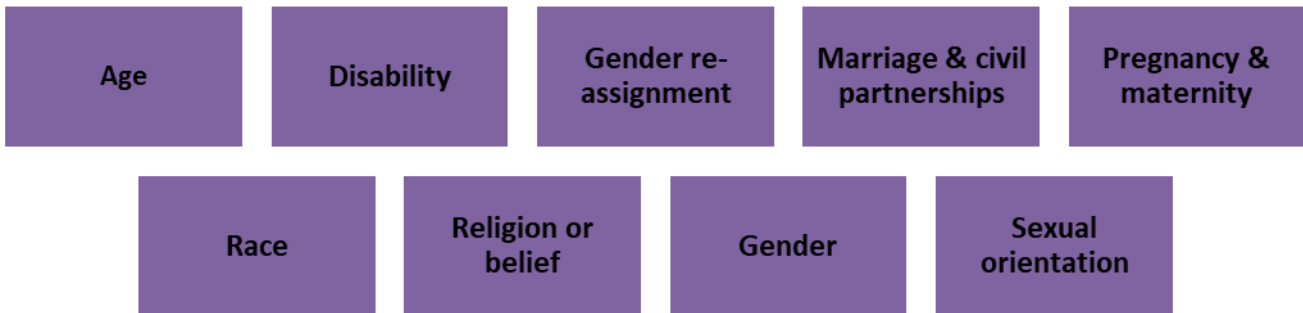 Age
Disability
Gender re-
assignment
Marriage & civil
partnerships
Pregnancy &
maternity
Race
Religion or
belief
Gender
Sexual
orientation